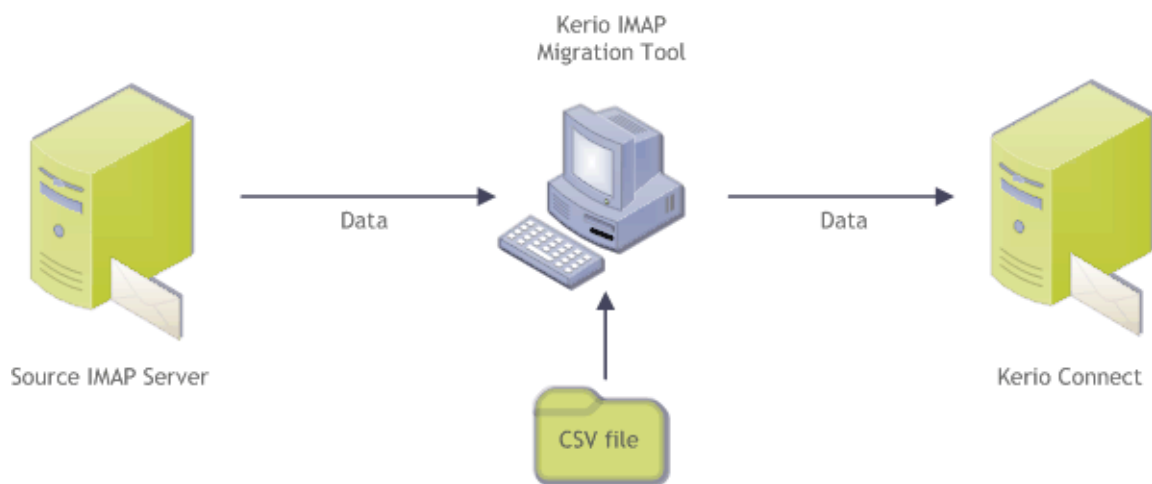 Kerio IMAP
Migration Tool
Data
Data
Source IMAP Server
Kerio Connect
CSV file